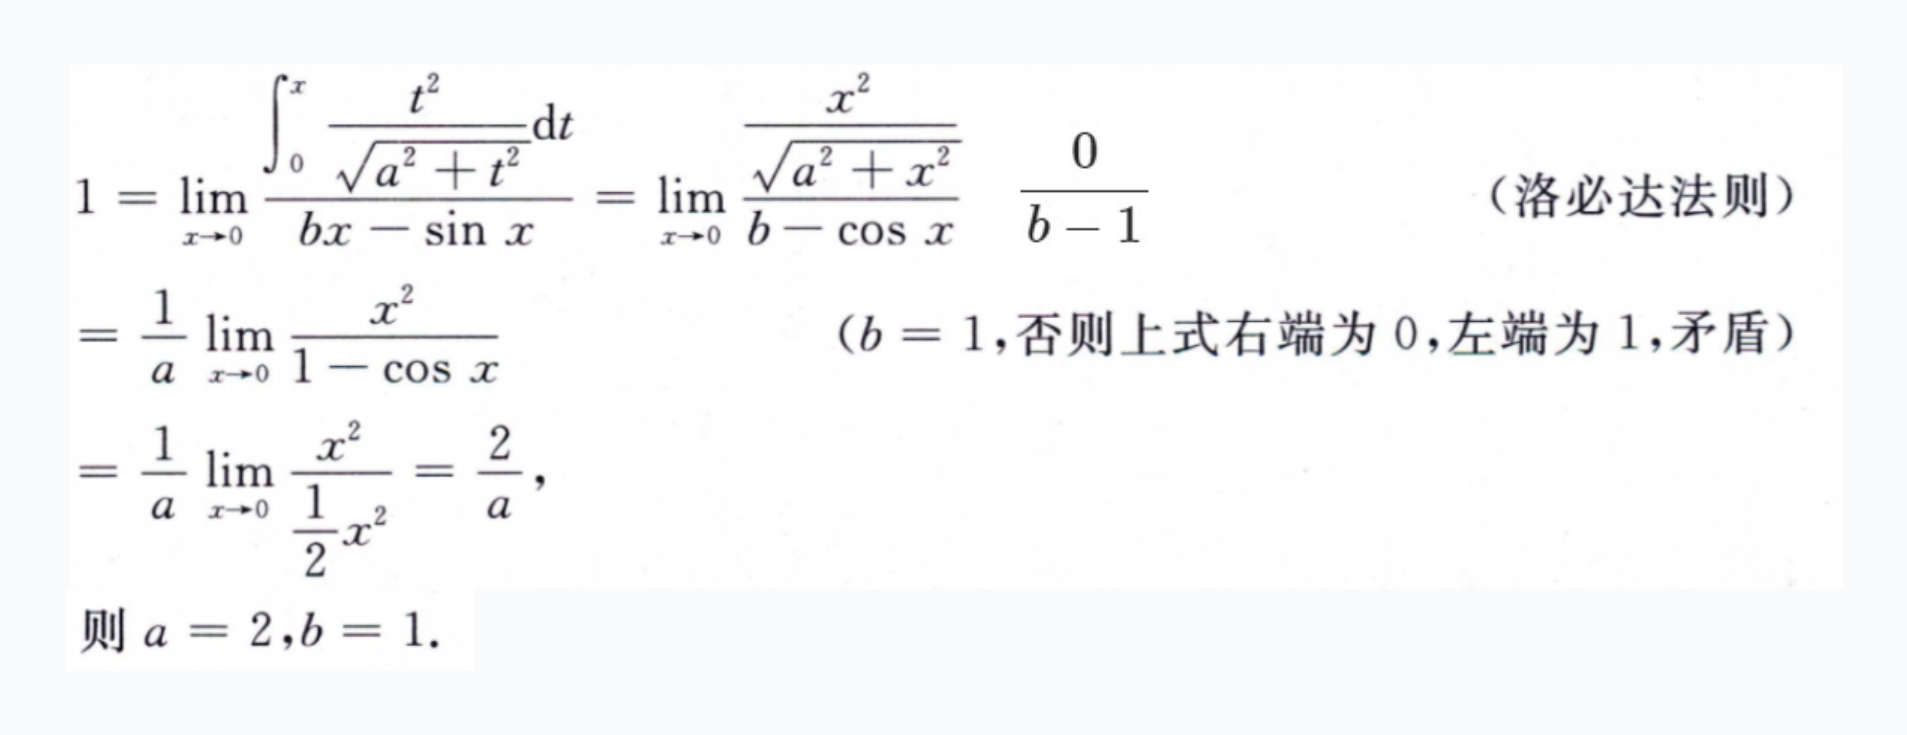 $1 = \lim_{x \to 0} \frac{\int_0^x \frac{t^2}{\sqrt{a^2 + t^2}} \mathrm{d}t}{bx - \sin x} = \lim_{x \to 0} \frac{\frac{x^2}{\sqrt{a^2 + x^2}}}{b - \cos x} \quad \frac{0}{b - 1}$ (洛必达法则)
$= \frac{1}{a} \lim_{x \to 0} \frac{x^2}{1 - \cos x}$ ($b = 1$,否则上式右端为 0,左端为 1,矛盾)
$= \frac{1}{a} \lim_{x \to 0} \frac{x^2}{\frac{1}{2}x^2} = \frac{2}{a},$
则 $a = 2, b = 1.$